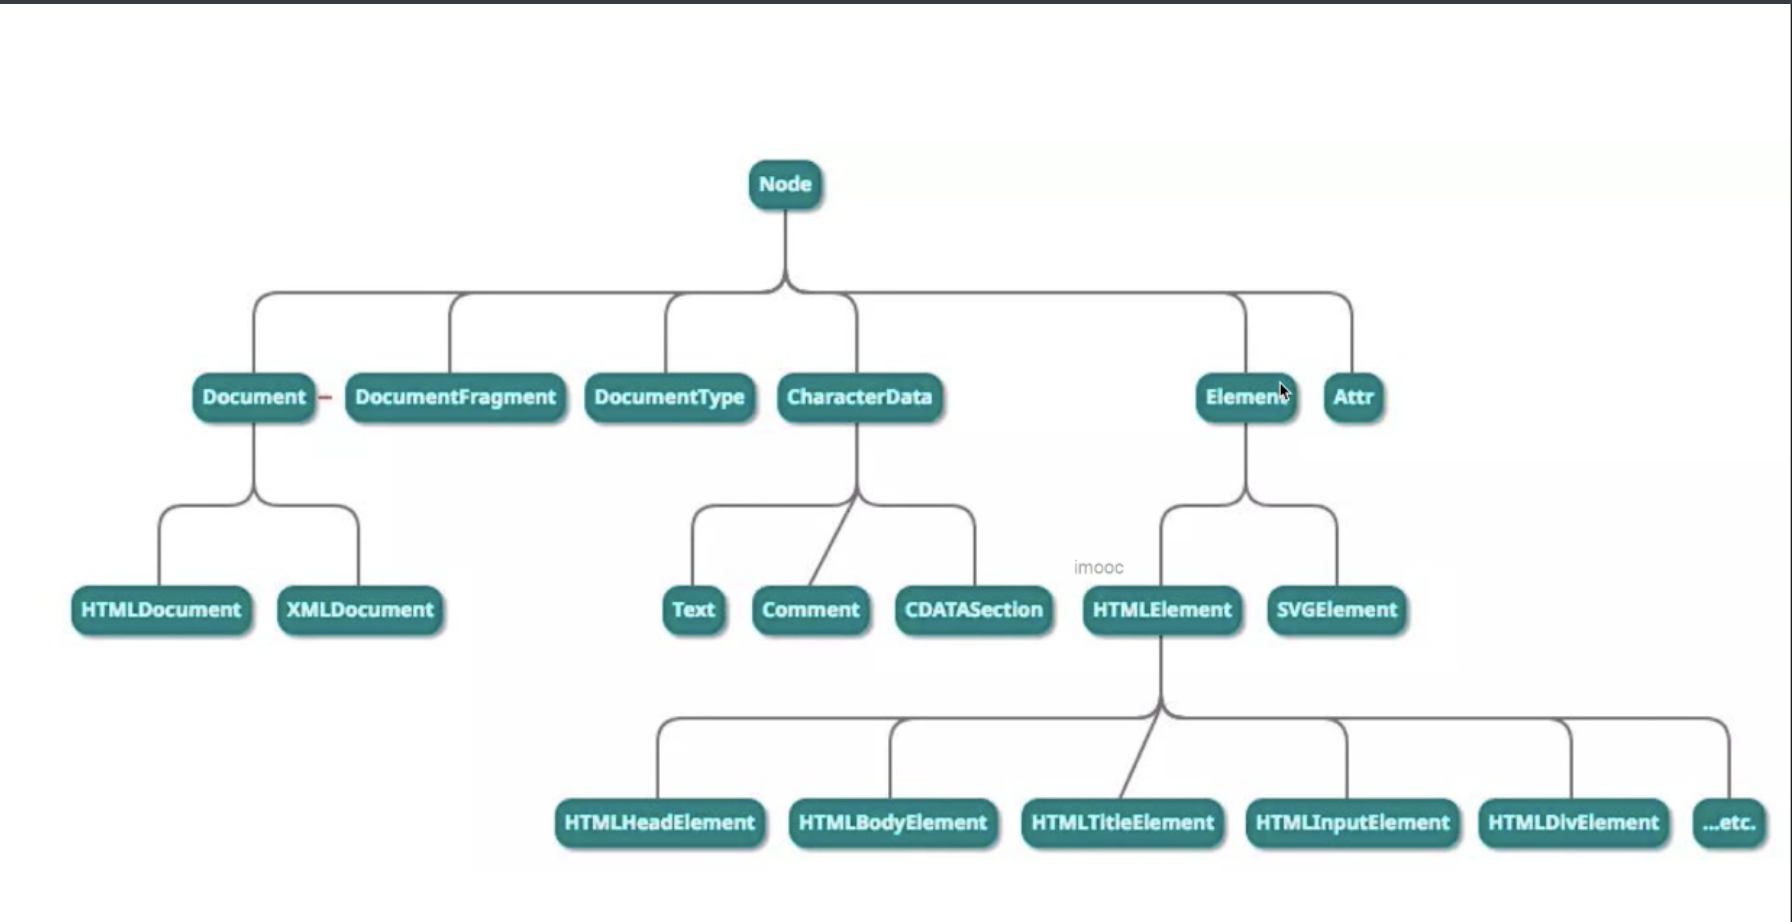 Node
Document
DocumentFragment
DocumentType
CharacterData
Element
Attr
imooc
HTMLDocument
XMLDocument
Text
Comment
CDATASection
HTMLElement
SVGElement
HTMLHeadElement
HTMLBodyElement
HTMLTitleElement
HTMLInputElement
HTMLDivElement
...etc.